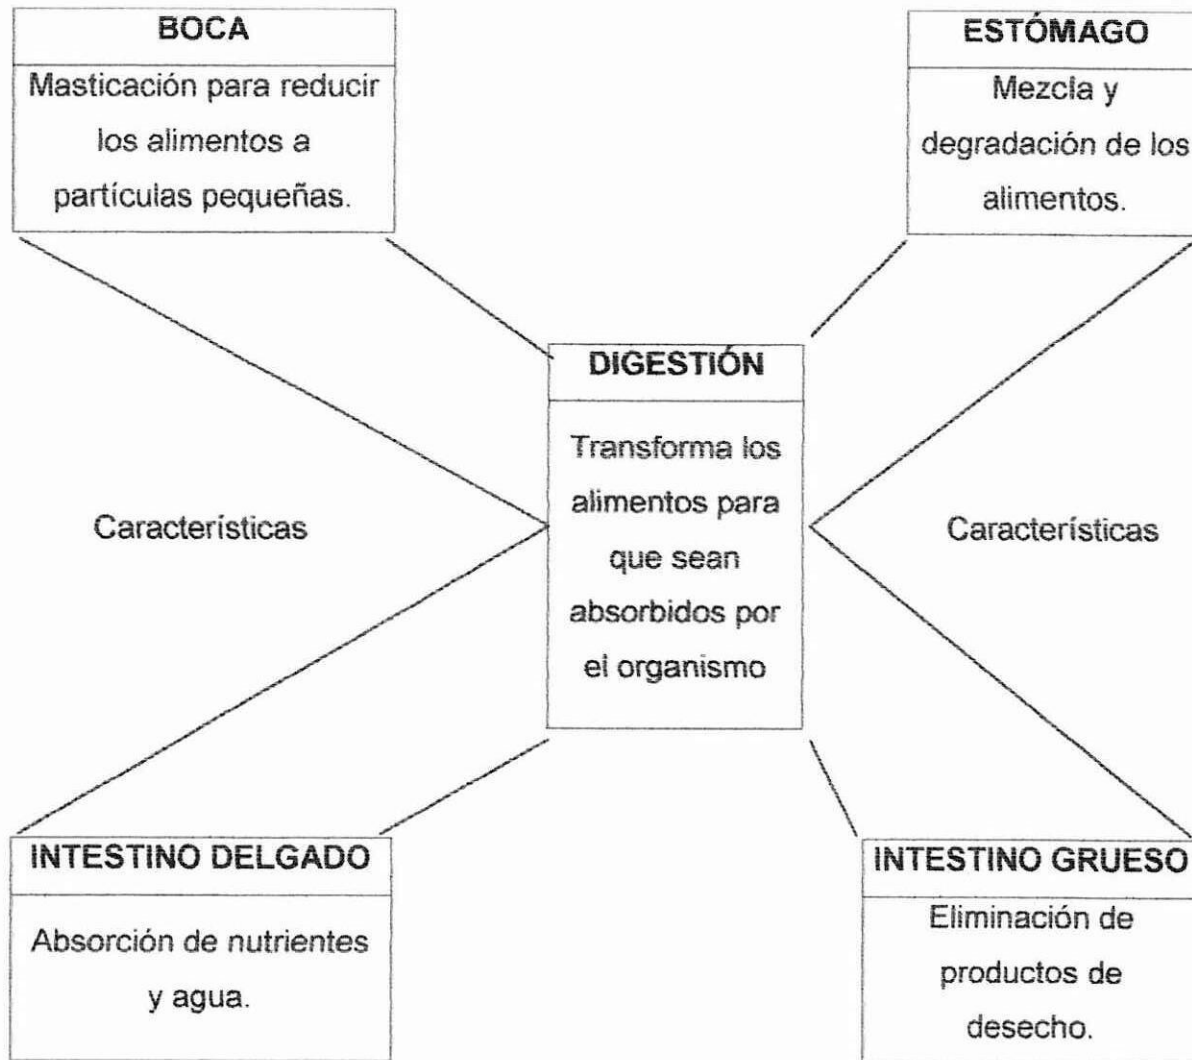 BOCA
Masticación para reducir
los alimentos a
partículas pequeñas.
ESTÓMAGO
Mezcla y
degradación de los
alimentos.
DIGESTIÓN
Transforma los
alimentos para
que sean
absorbidos por
el organismo
Características
Características
INTESTINO DELGADO
Absorción de nutrientes
y agua.
INTESTINO GRUESO
Eliminación de
productos de
desecho.